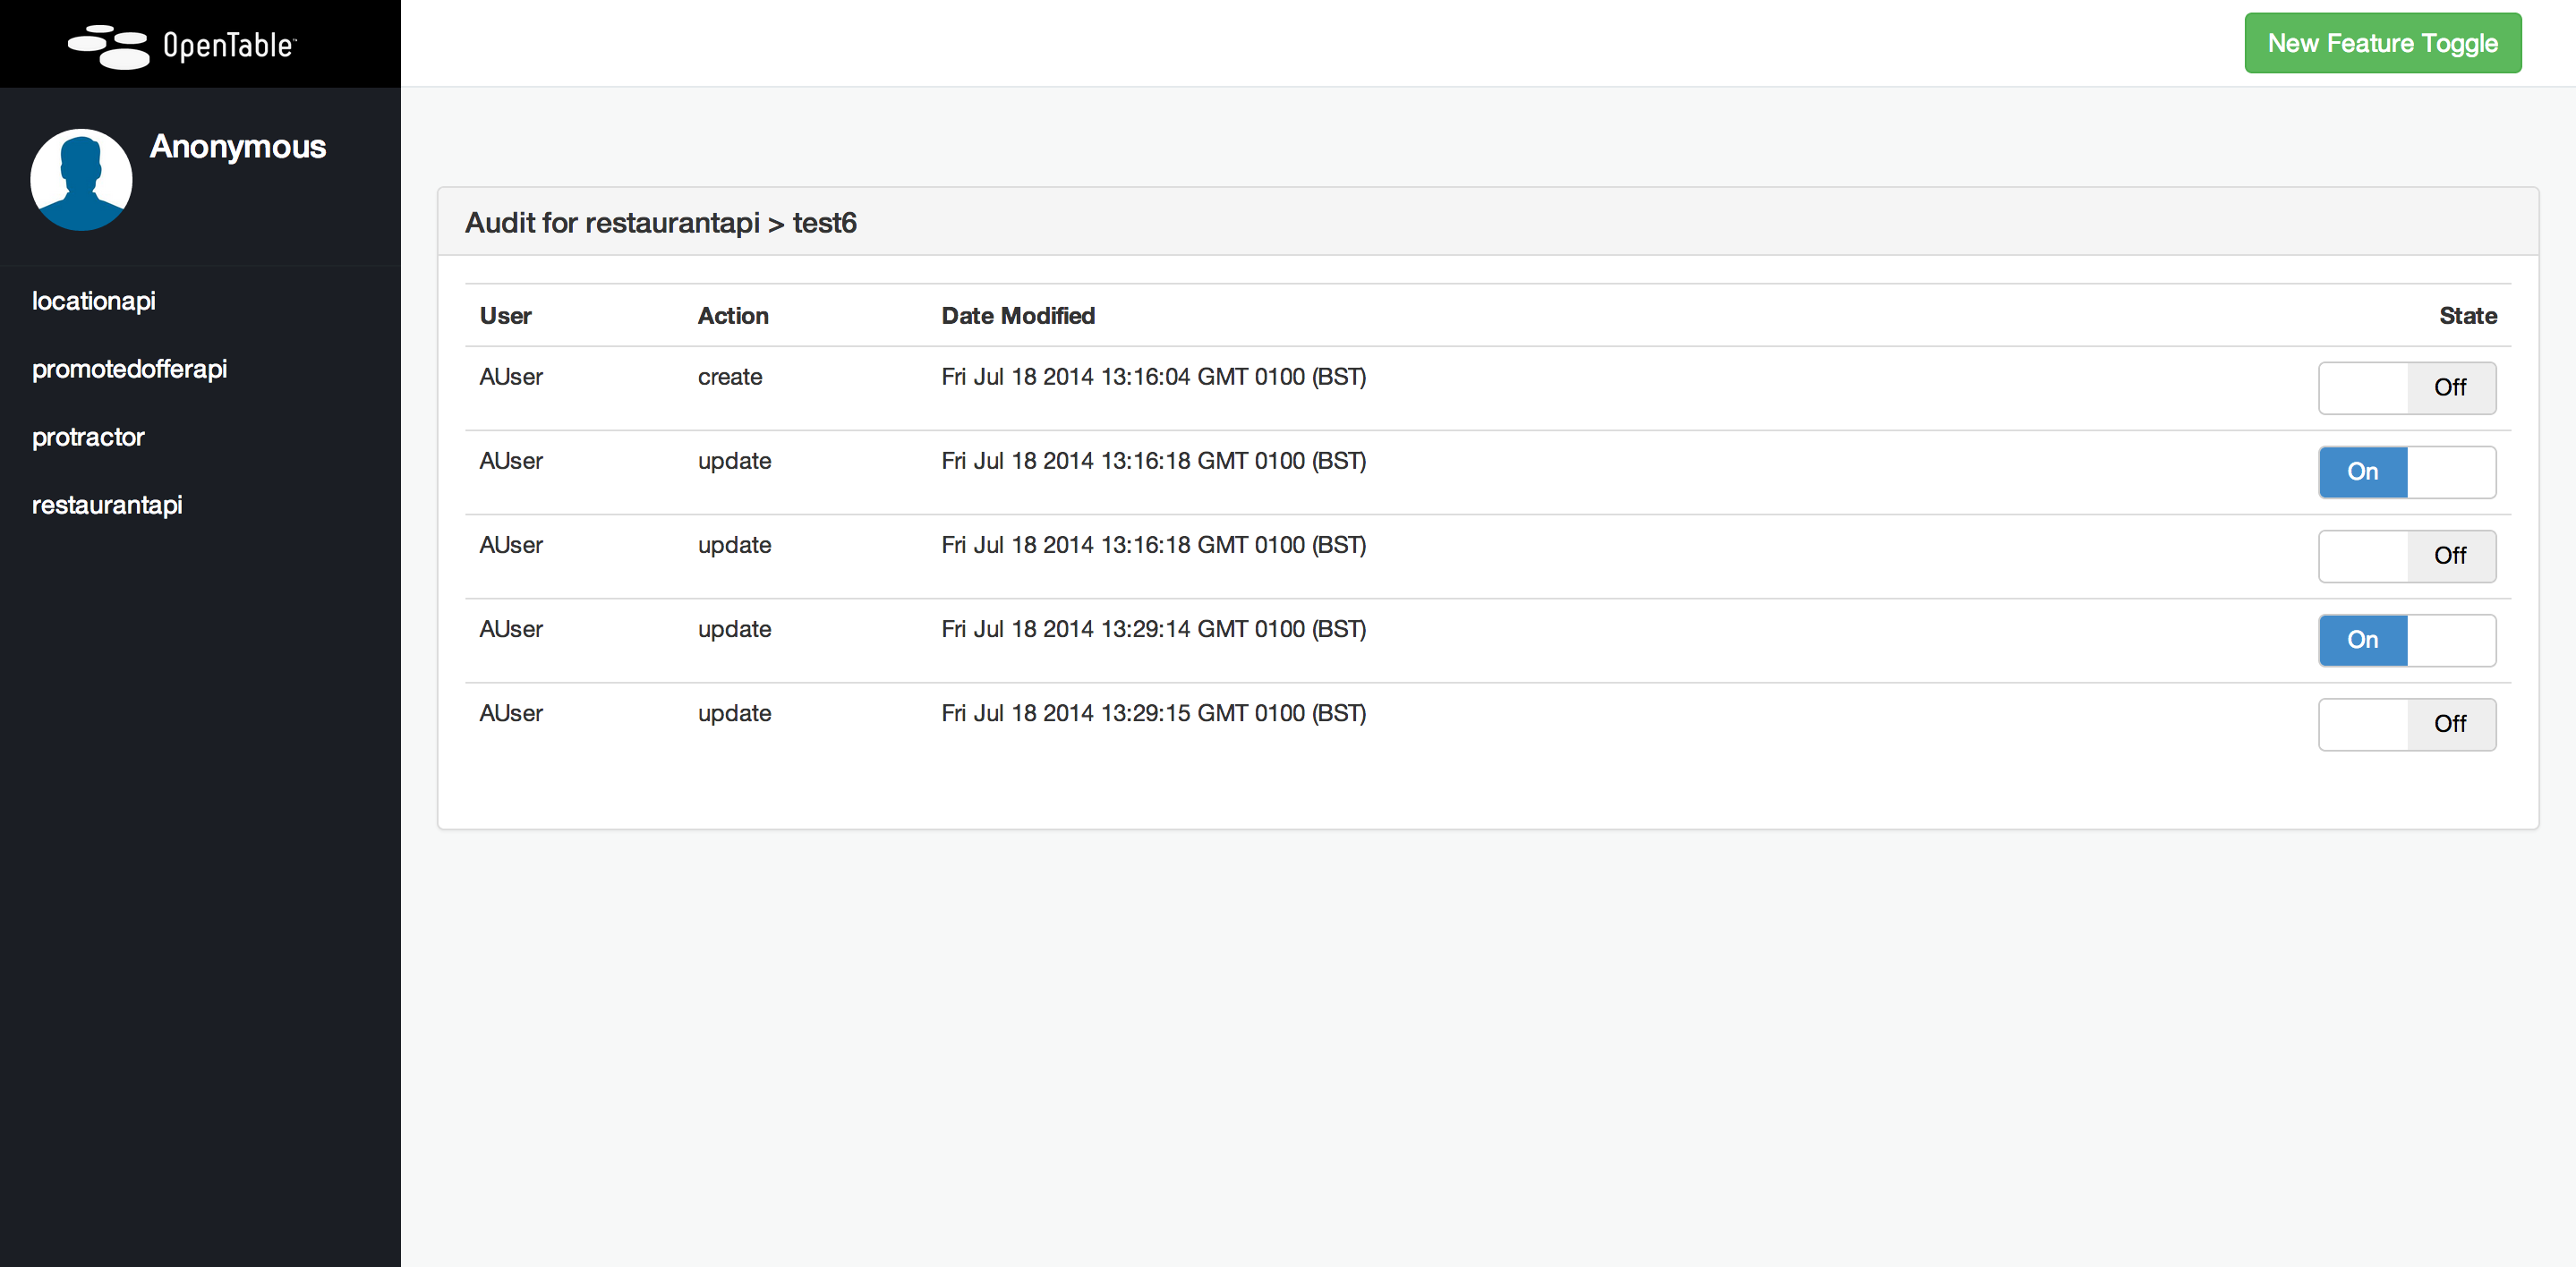 OpenTable™
New Feature Toggle
Anonymous
locationapi
promotedofferapi
protractor
restaurantapi
Audit for restaurantapi > test6
User Action Date Modified State
AUser create Fri Jul 18 2014 13:16:04 GMT 0100 (BST) Off
AUser update Fri Jul 18 2014 13:16:18 GMT 0100 (BST) On
AUser update Fri Jul 18 2014 13:16:18 GMT 0100 (BST) Off
AUser update Fri Jul 18 2014 13:29:14 GMT 0100 (BST) On
AUser update Fri Jul 18 2014 13:29:15 GMT 0100 (BST) Off